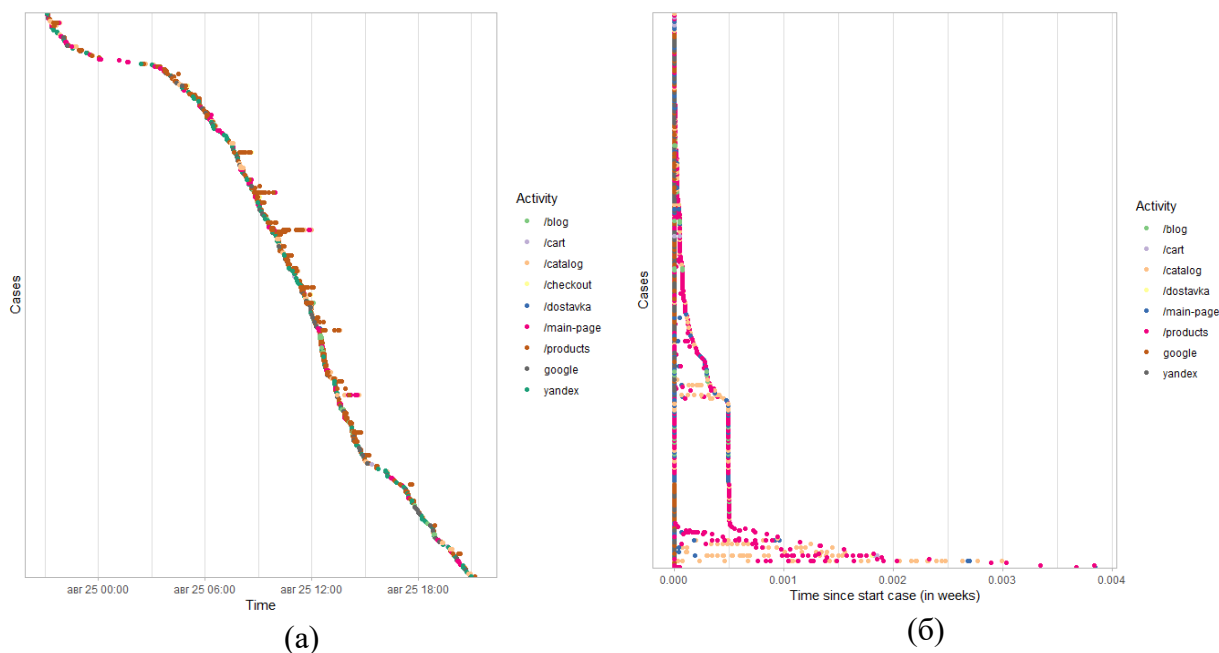 Cases
Activity
/blog
/cart
/catalog
/checkout
/dostavka
/main-page
/products
google
yandex
авг 25 00:00
авг 25 06:00
авг 25 12:00
авг 25 18:00
Time
(а)
Cases
Activity
/blog
/cart
/catalog
/dostavka
/main-page
/products
google
yandex
0.000
0.001
0.002
0.003
0.004
Time since start case (in weeks)
(б)